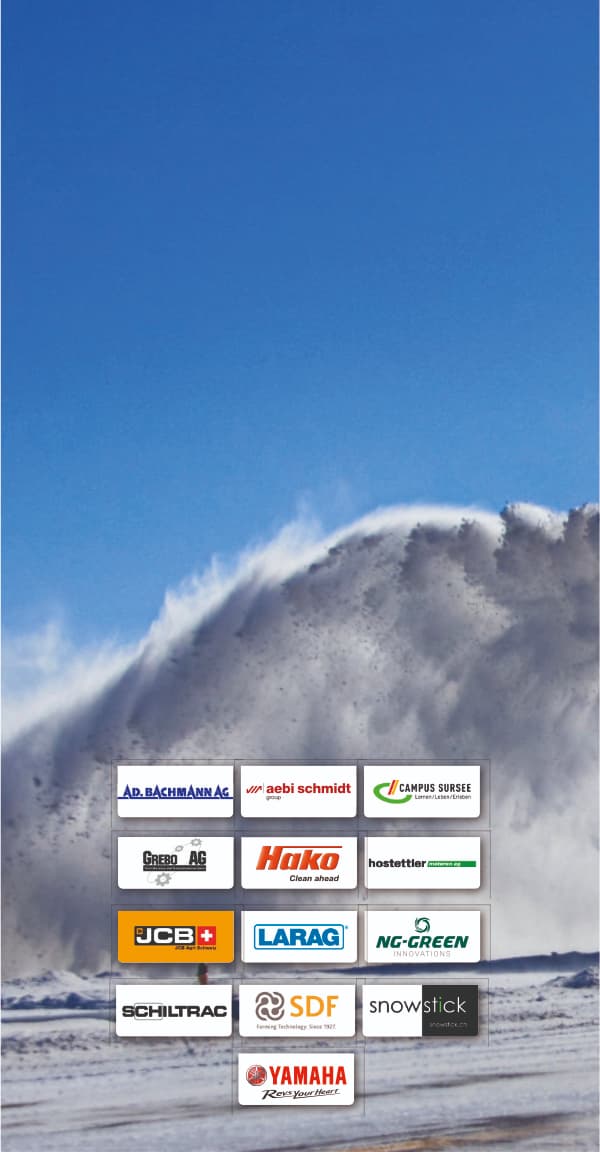 AD. BACHMANN AG
aebi schmidt
group
CAMPUS SURSEE
Lernen/Leben/Erleben
GREBO AG
Hako
Clean ahead
hostettler motoren ag
JCB
JCB Agri Schweiz
LARAG
NG-GREEN
INNOVATIONS
SCHILTRAC
SDF
Farming Technology. Since 1927.
snowstick
snowstick.ch
YAMAHA
Revs Your Heart